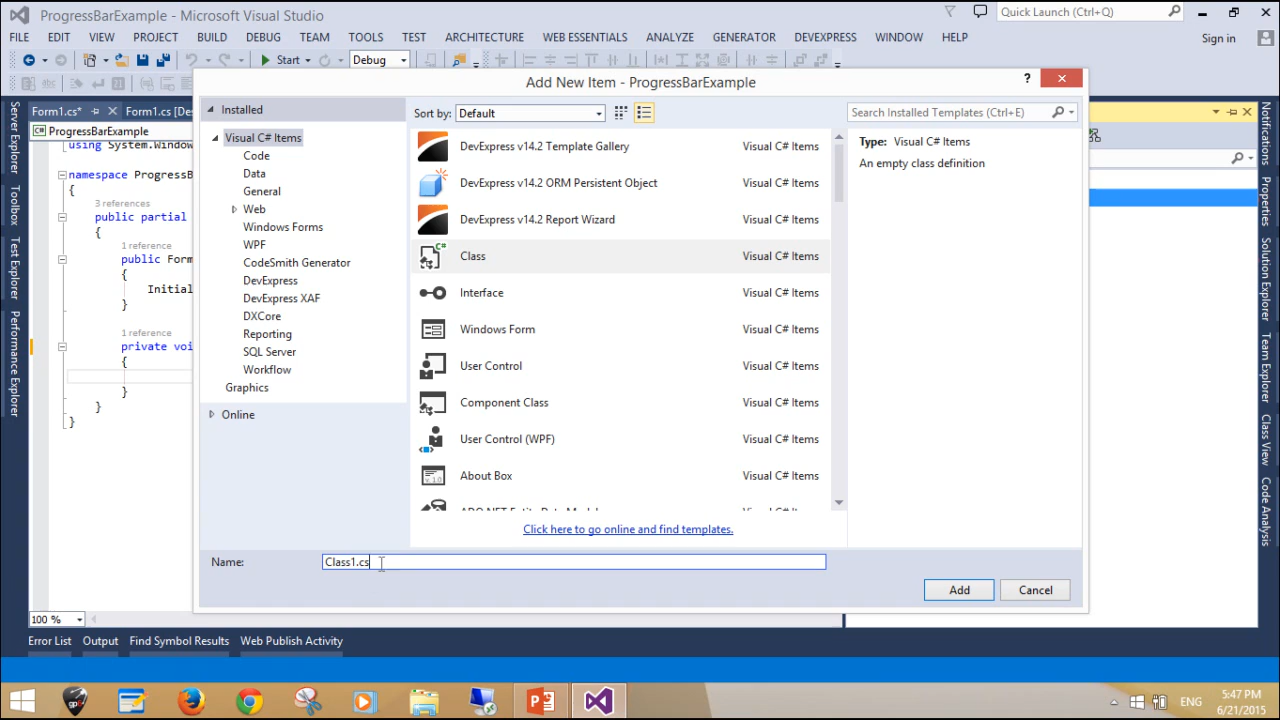 ProgressBarExample - Microsoft Visual Studio
Quick Launch (Ctrl+Q)
FILE EDIT VIEW PROJECT BUILD DEBUG TEAM TOOLS TEST ARCHITECTURE WEB ESSENTIALS ANALYZE GENERATOR DEVEXPRESS WINDOW HELP
Sign in
Start Debug
Add New Item - ProgressBarExample
?
Form1.cs* Form1.cs [Des
ProgressBarExample
using System.Window
namespace ProgressB
{
3 references
public partial
{
1 reference
public Form
{
Initial
}
1 reference
private voi
{
}
}
}
Server Explorer
Toolbox
Test Explorer
Performance Explorer
Installed
Visual C# Items
Code
Data
General
Web
Windows Forms
WPF
CodeSmith Generator
DevExpress
DevExpress XAF
DXCore
Reporting
SQL Server
Workflow
Graphics
Online
Sort by: Default
Search Installed Templates (Ctrl+E)
DevExpress v14.2 Template Gallery Visual C# Items
DevExpress v14.2 ORM Persistent Object Visual C# Items
DevExpress v14.2 Report Wizard Visual C# Items
Class Visual C# Items
Interface Visual C# Items
Windows Form Visual C# Items
User Control Visual C# Items
Component Class Visual C# Items
User Control (WPF) Visual C# Items
About Box Visual C# Items
Click here to go online and find templates.
Type: Visual C# Items
An empty class definition
Name: Class1.cs
Add Cancel
Notifications
Properties
Solution Explorer
Team Explorer
Class View
Code Analysis
100 %
Error List Output Find Symbol Results Web Publish Activity
ENG
5:47 PM
6/21/2015